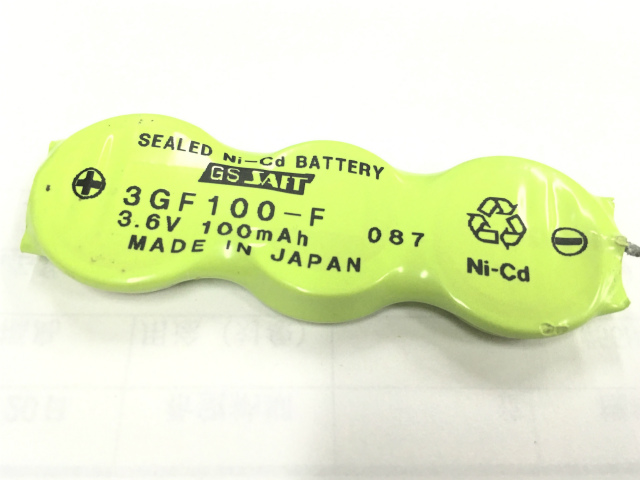 SEALED Ni-Cd BATTERY
GS SAFT
3GF100-F
3.6V 100mAh 087
MADE IN JAPAN
Ni-Cd